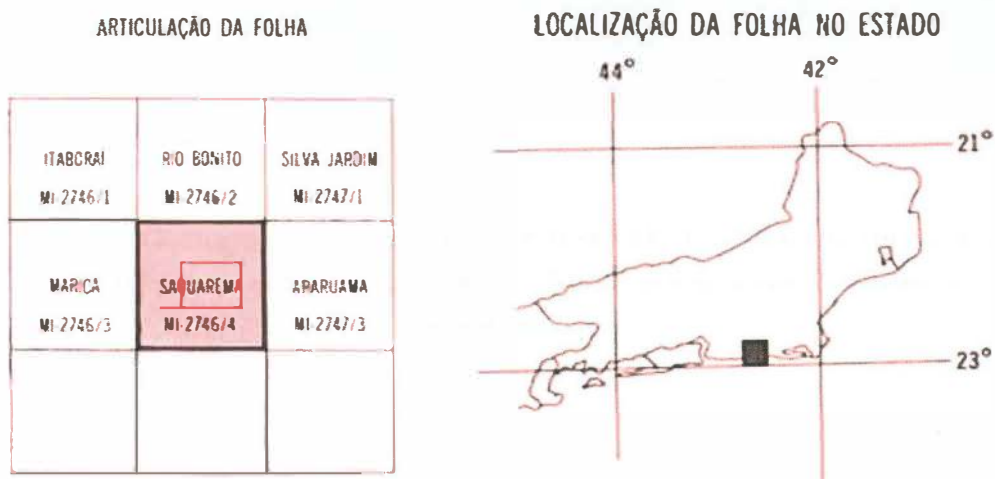 ARTICULAÇÃO DA FOLHA
LOCALIZAÇÃO DA FOLHA NO ESTADO
ITABORAÍ
RIO BONITO
SILVA JARDIM
MI-2746/1
MI-2746/2
MI-2747/1
MARICÁ
SAQUAREMA
ARARUAMA
MI-2746/3
MI-2746/4
MI-2747/3
44°
42°
21°
23°